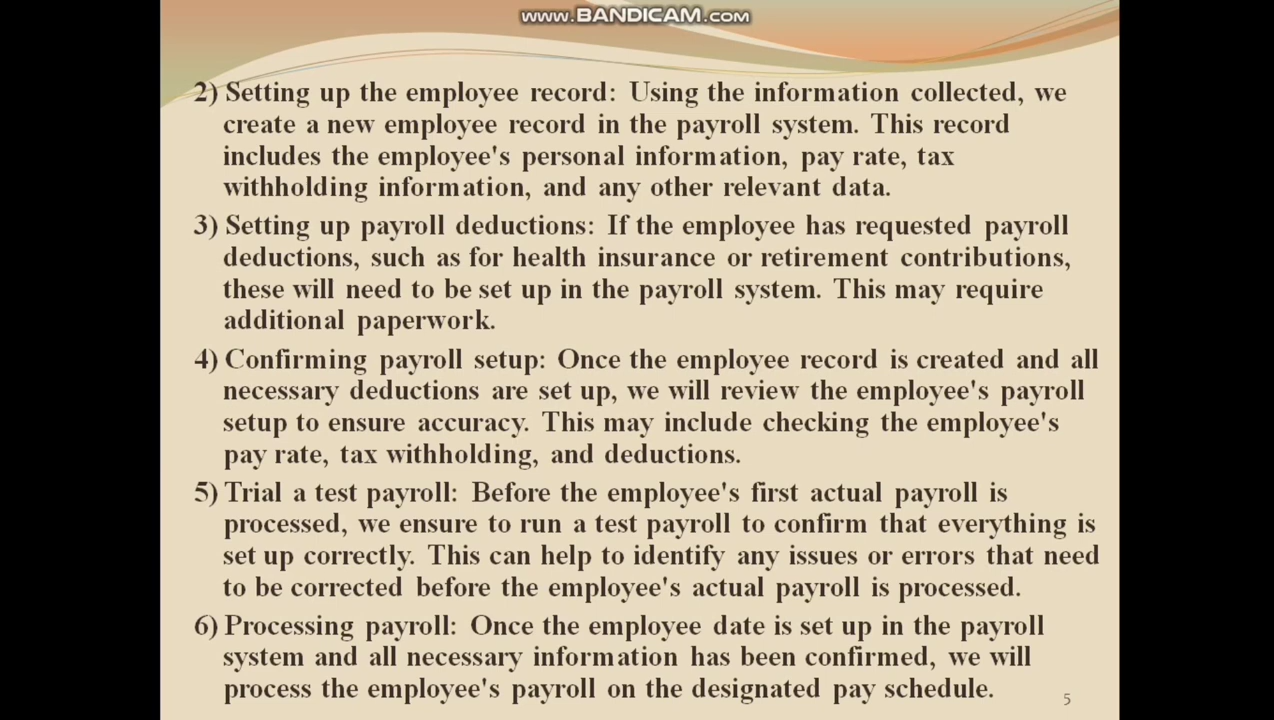 www.BANDICAM.com
2) Setting up the employee record: Using the information collected, we
create a new employee record in the payroll system. This record
includes the employee's personal information, pay rate, tax
withholding information, and any other relevant data.
3) Setting up payroll deductions: If the employee has requested payroll
deductions, such as for health insurance or retirement contributions,
these will need to be set up in the payroll system. This may require
additional paperwork.
4) Confirming payroll setup: Once the employee record is created and all
necessary deductions are set up, we will review the employee's payroll
setup to ensure accuracy. This may include checking the employee's
pay rate, tax withholding, and deductions.
5) Trial a test payroll: Before the employee's first actual payroll is
processed, we ensure to run a test payroll to confirm that everything is
set up correctly. This can help to identify any issues or errors that need
to be corrected before the employee's actual payroll is processed.
6) Processing payroll: Once the employee date is set up in the payroll
system and all necessary information has been confirmed, we will
process the employee's payroll on the designated pay schedule.
5